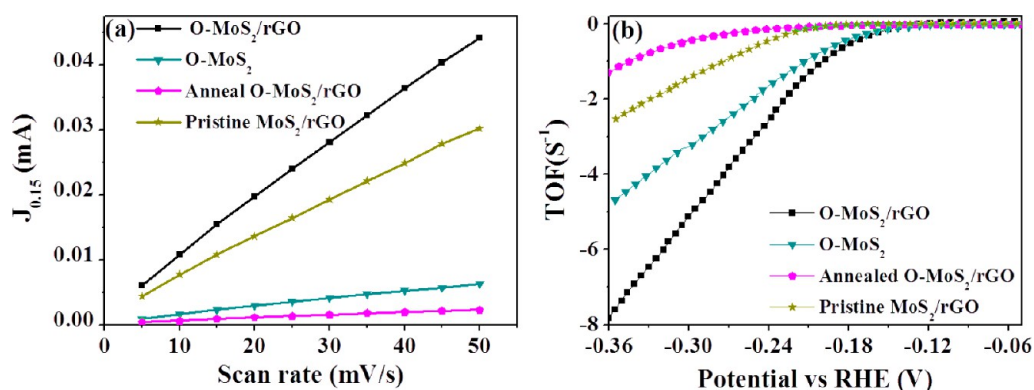 (a)
O-MoS₂/rGO
O-MoS₂
Anneal O-MoS₂/rGO
Pristine MoS₂/rGO
J₀.₁₅ (mA)
0.04
0.03
0.02
0.01
0.00
10 20 30 40 50
Scan rate (mV/s)
(b)
TOF(S⁻¹)
0
-2
-4
-6
-8
O-MoS₂/rGO
O-MoS₂
Annealed O-MoS₂/rGO
Pristine MoS₂/rGO
-0.36 -0.30 -0.24 -0.18 -0.12 -0.06
Potential vs RHE (V)